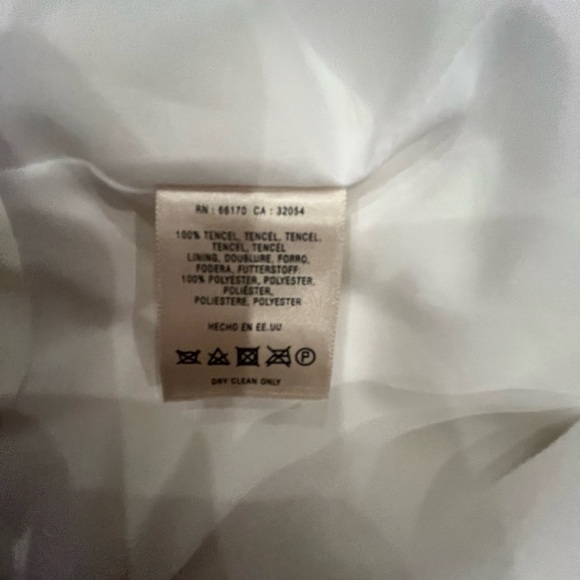 RN : 66170 CA : 32054
100% TENCEL, TENCEL, TENCEL,
TENCEL, TENCEL
LINING, DOUBLURE, FORRO,
FODERA, FUTTERSTOFF
100% POLYESTER, POLYESTER,
POLIÉSTER,
POLIESTERE, POLYESTER
HECHO EN EE.UU
P
DRY CLEAN ONLY